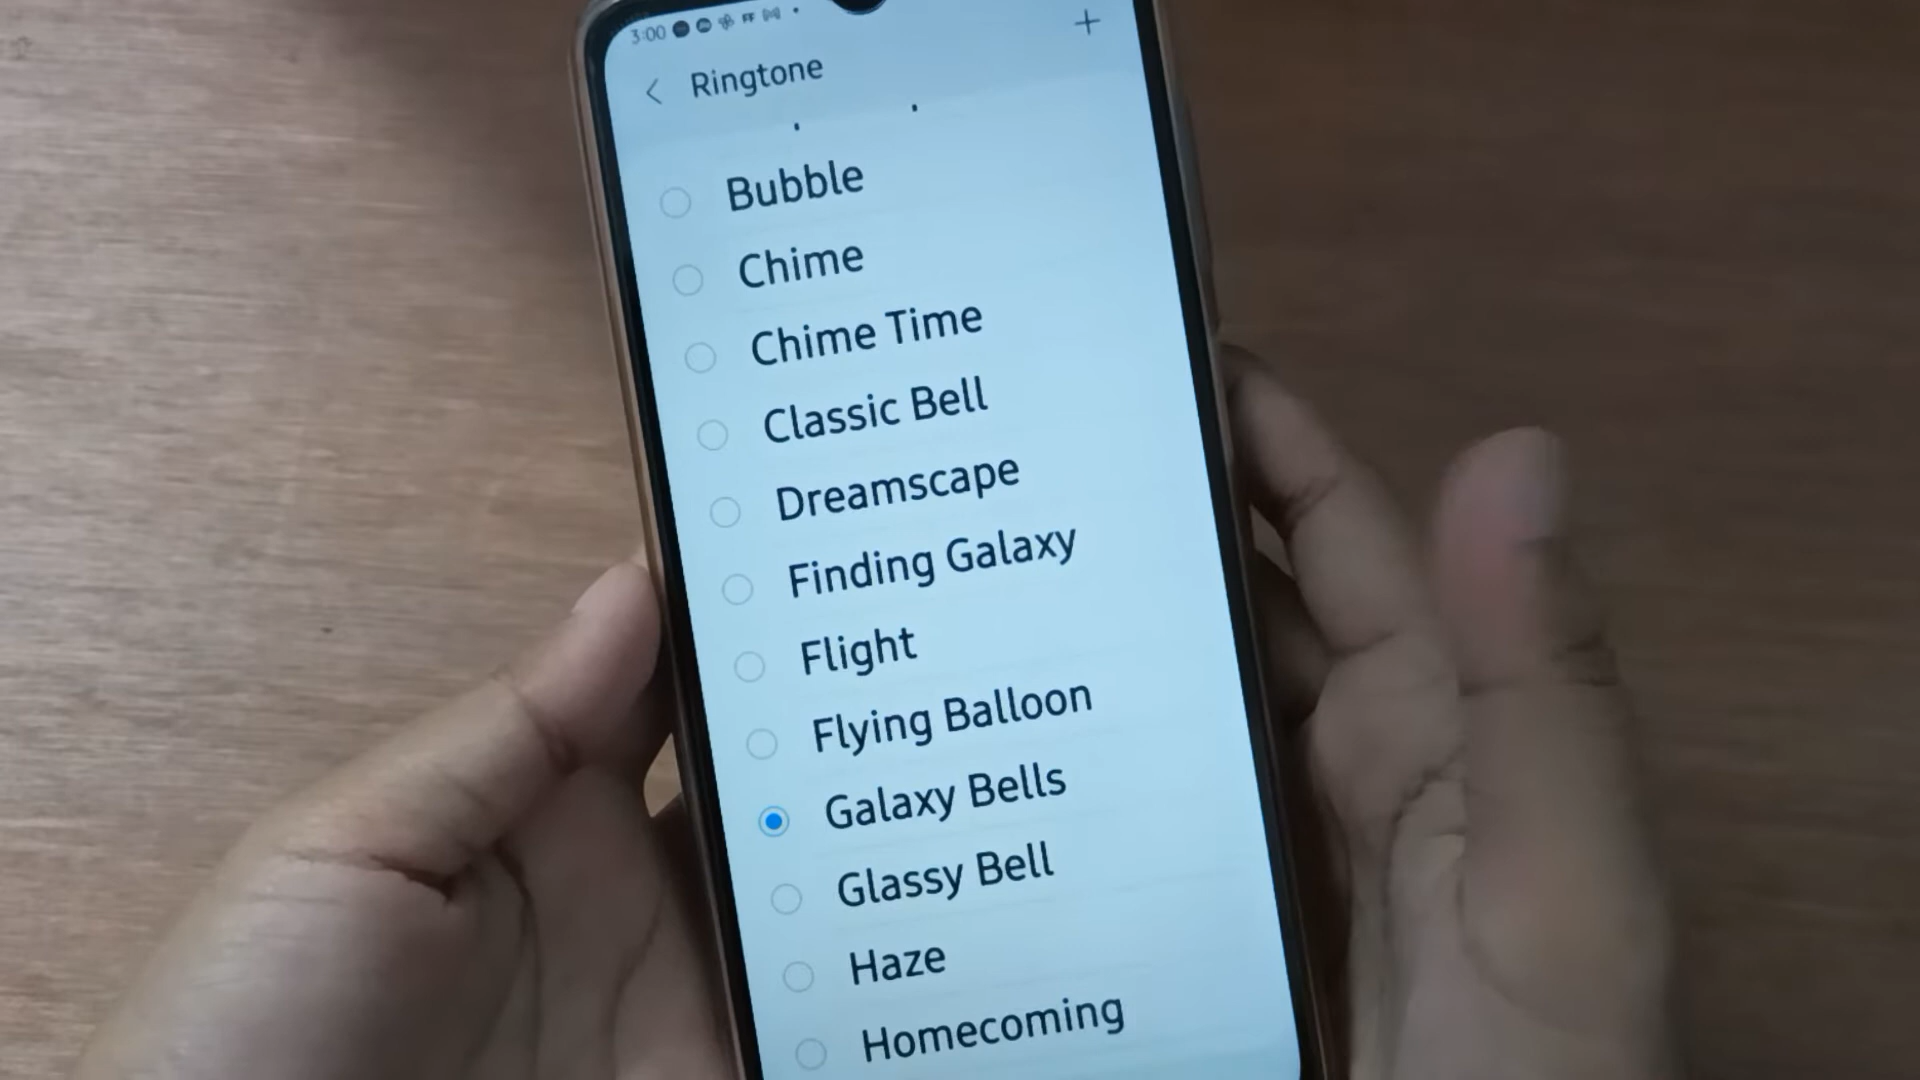 3:00
Ringtone
Bubble
Chime
Chime Time
Classic Bell
Dreamscape
Finding Galaxy
Flight
Flying Balloon
Galaxy Bells
Glassy Bell
Haze
Homecoming